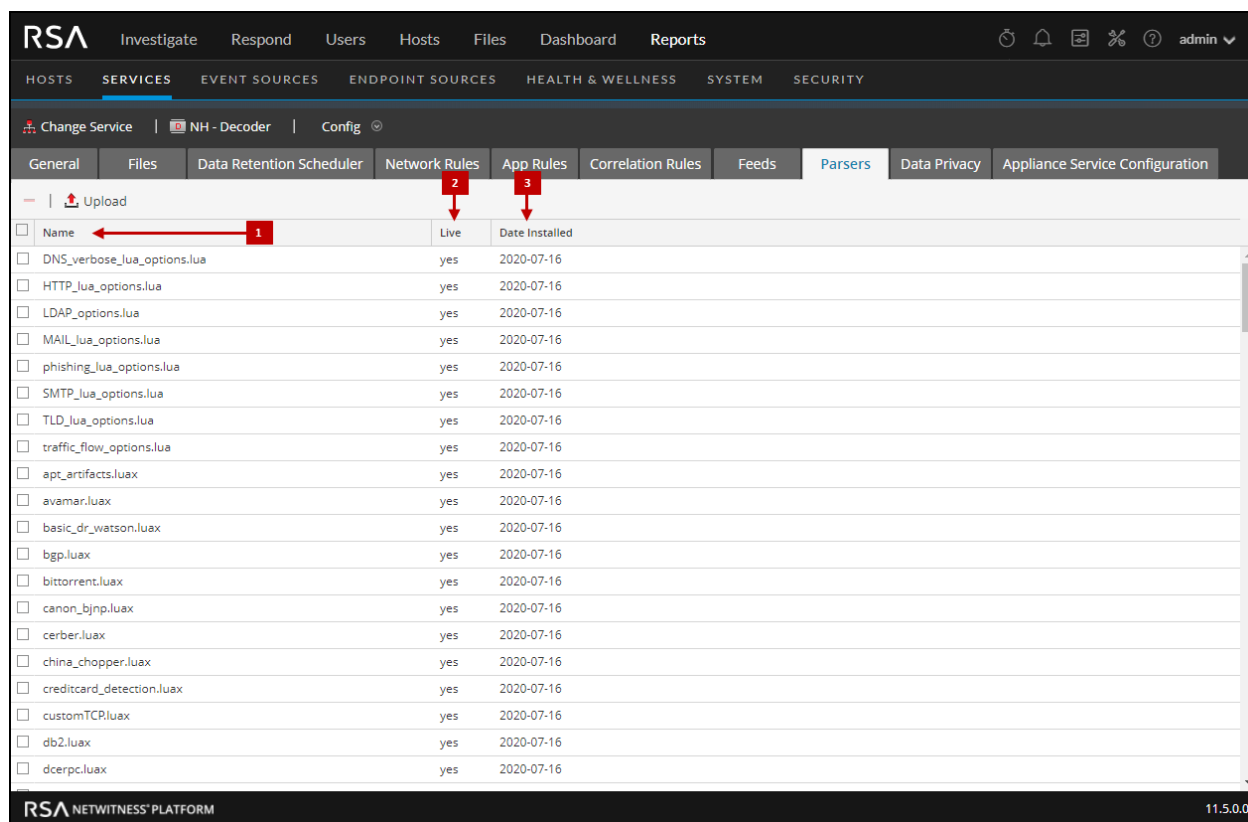 RSA Investigate Respond Users Hosts Files Dashboard Reports admin
HOSTS SERVICES EVENT SOURCES ENDPOINT SOURCES HEALTH & WELLNESS SYSTEM SECURITY
Change Service | D NH - Decoder | Config
General Files Data Retention Scheduler Network Rules App Rules Correlation Rules Feeds Parsers Data Privacy Appliance Service Configuration
2 3
Upload
Name 1 Live Date Installed
DNS_verbose_lua_options.lua yes 2020-07-16
HTTP_lua_options.lua yes 2020-07-16
LDAP_options.lua yes 2020-07-16
MAIL_lua_options.lua yes 2020-07-16
phishing_lua_options.lua yes 2020-07-16
SMTP_lua_options.lua yes 2020-07-16
TLD_lua_options.lua yes 2020-07-16
traffic_flow_options.lua yes 2020-07-16
apt_artifacts.luax yes 2020-07-16
avamar.luax yes 2020-07-16
basic_dr_watson.luax yes 2020-07-16
bgp.luax yes 2020-07-16
bittorrent.luax yes 2020-07-16
canon_bjnp.luax yes 2020-07-16
cerber.luax yes 2020-07-16
china_chopper.luax yes 2020-07-16
creditcard_detection.luax yes 2020-07-16
customTCP.luax yes 2020-07-16
db2.luax yes 2020-07-16
dcerpc.luax yes 2020-07-16
RSA NETWITNESS® PLATFORM 11.5.0.0